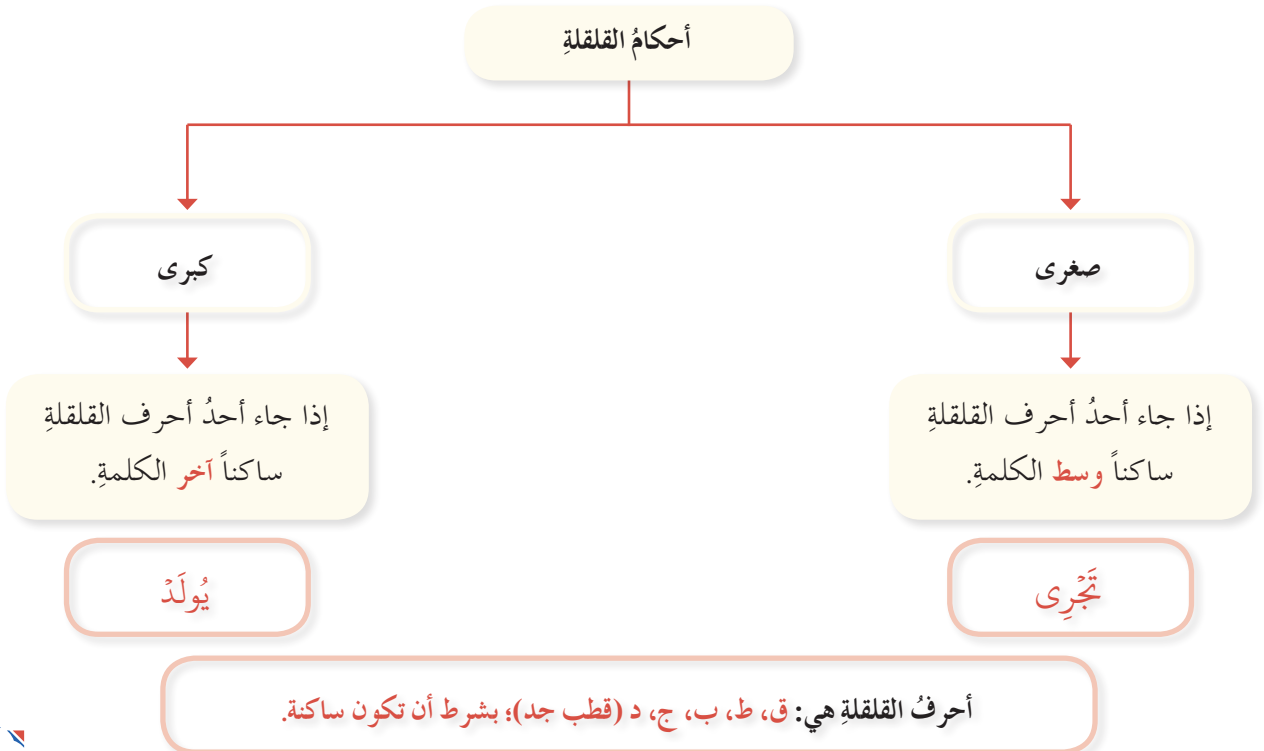 أحكامُ القلقلةِ
صغرى
كبرى
إذا جاء أحدُ أحرف القلقلةِ
ساكناً وسط الكلمةِ.
إذا جاء أحدُ أحرف القلقلةِ
ساكناً آخر الكلمةِ.
تَجْرِى
يُولَدْ
أحرفُ القلقلةِ هي: ق، ط، ب، ج، د (قطب جد)؛ بشرط أن تكون ساكنة.